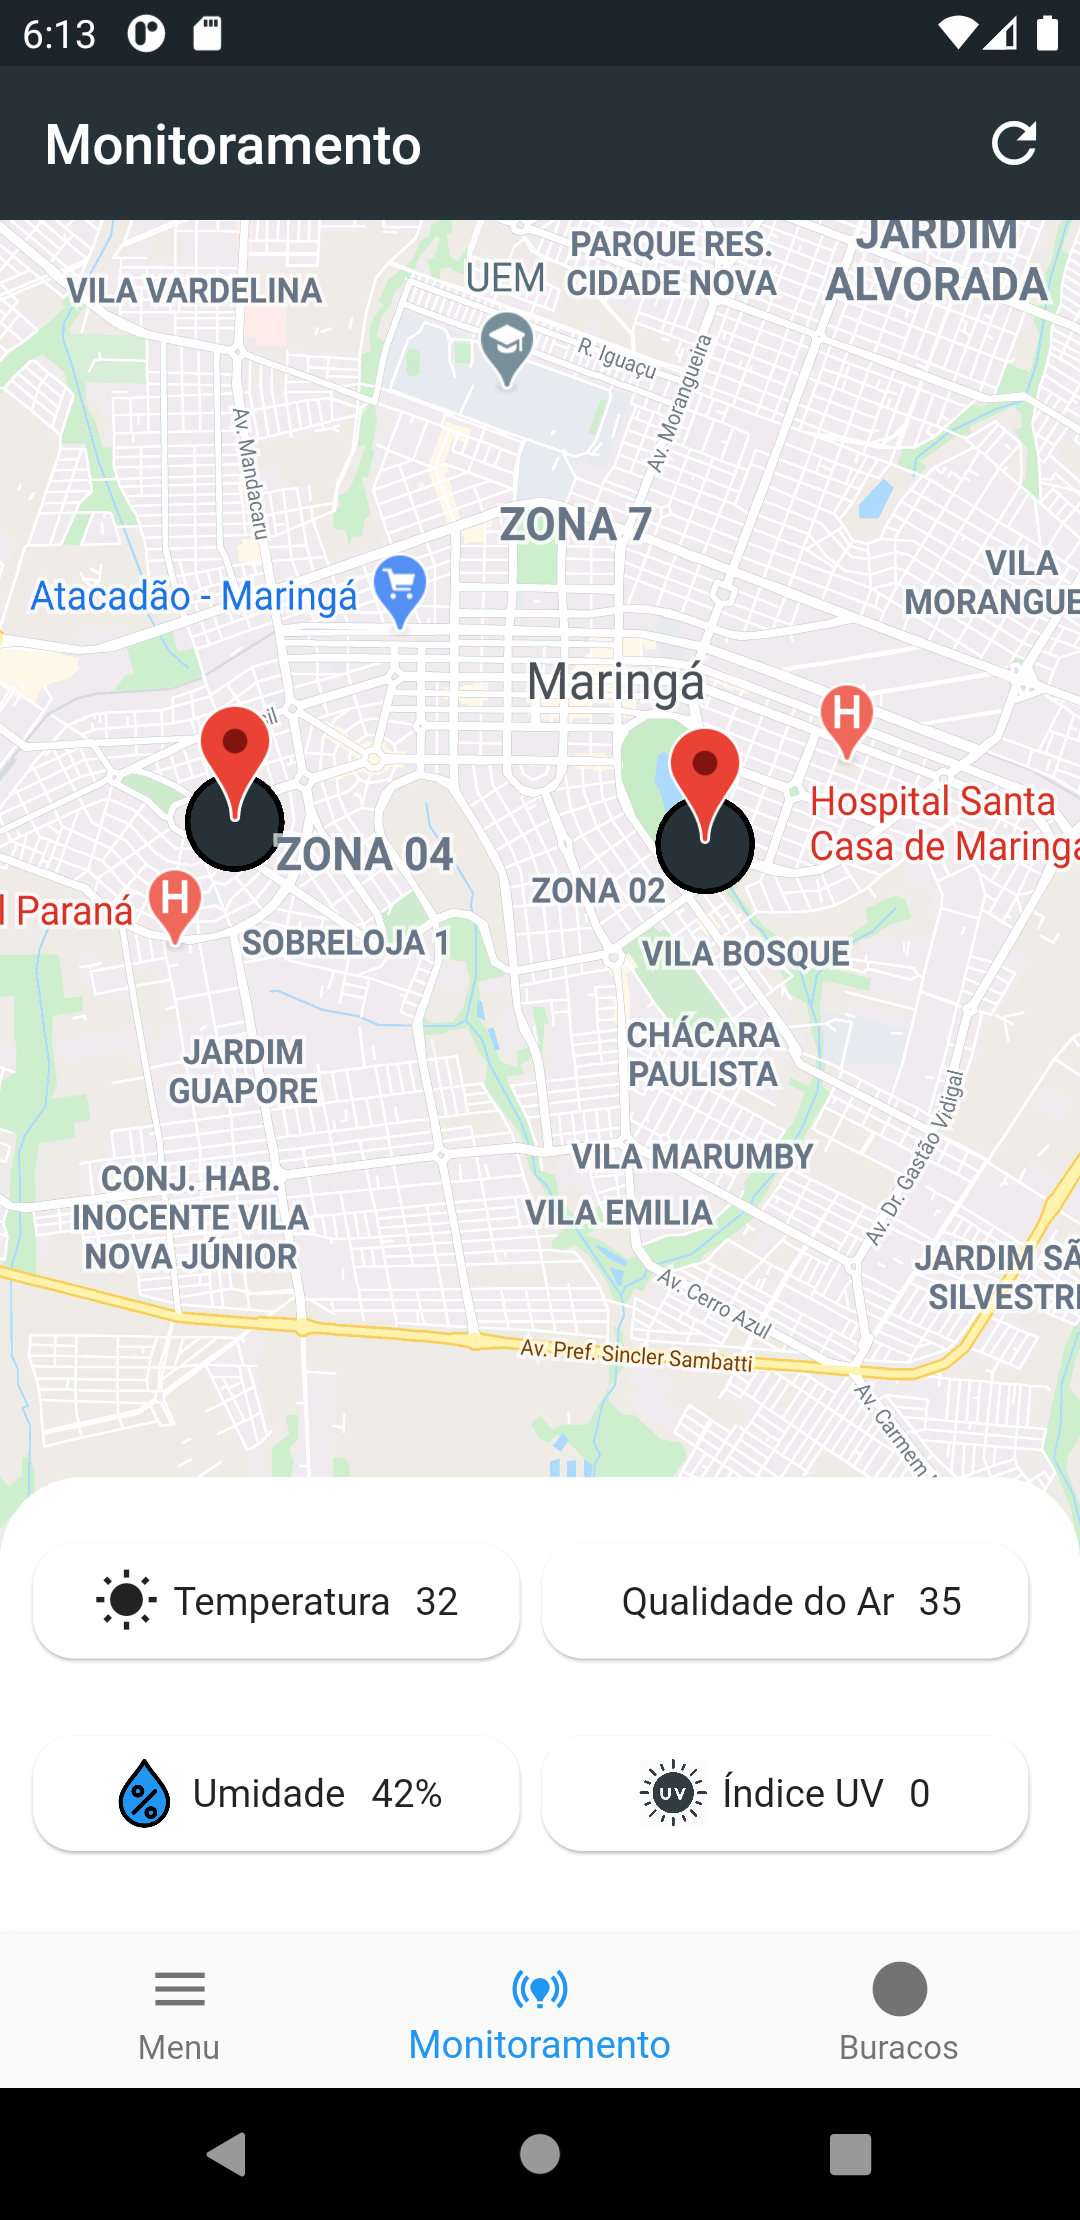 6:13
Monitoramento
JARDIM
ALVORADA
PARQUE RES.
CIDADE NOVA
UEM
VILA VARDELINA
R. Iguaçu
Av. Morangueira
Av. Mandacaru
ZONA 7
VILA
MORANGUE
Atacadão - Maringá
Maringá
H
il
Hospital Santa
Casa de Maringá
ZONA 04
ZONA 02
H
l Paraná
SOBRELOJA 1
VILA BOSQUE
CHÁCARA
PAULISTA
JARDIM
GUAPORE
Av. Dr. Gastão Vidigal
VILA MARUMBY
CONJ. HAB.
INOCENTE VILA
NOVA JÚNIOR
VILA EMILIA
JARDIM SÃ
SILVESTRE
Av. Cerro Azul
Av. Pref. Sincler Sambatti
Av. Carmem
Temperatura 32
Qualidade do Ar 35
Umidade 42%
UV Índice UV 0
Menu
Monitoramento
Buracos